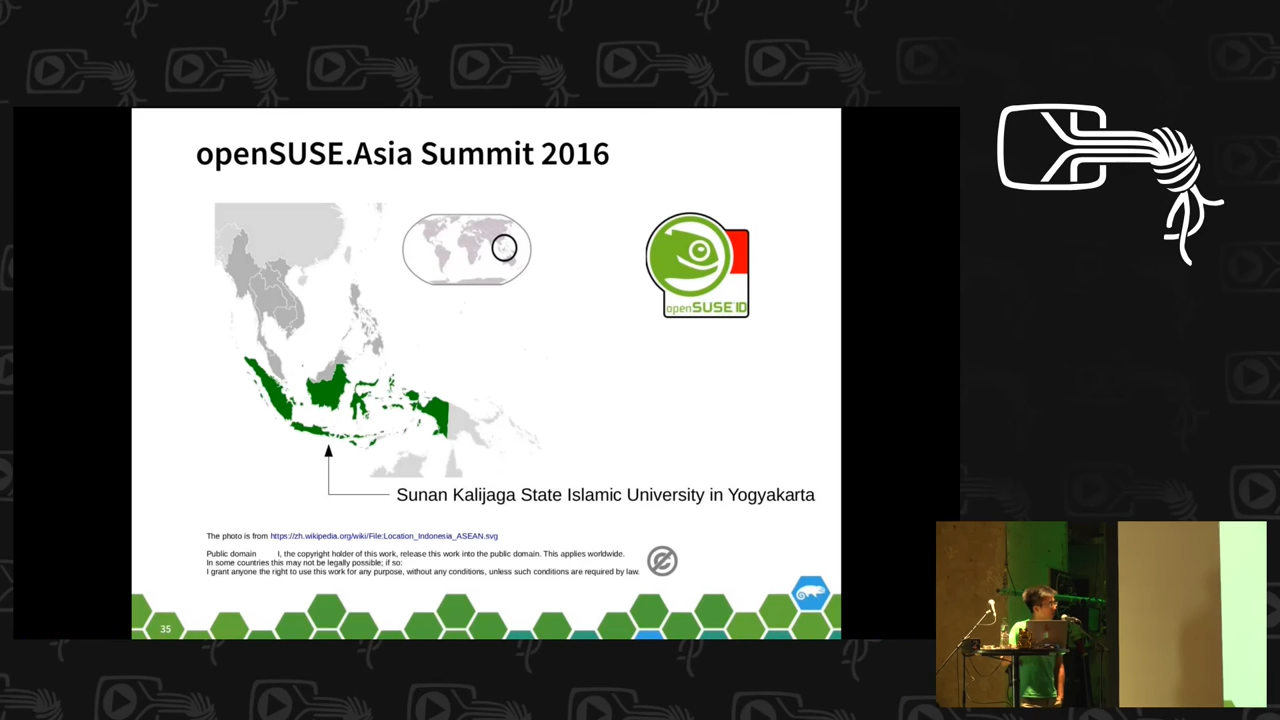 openSUSE.Asia Summit 2016
openSUSE ID
Sunan Kalijaga State Islamic University in Yogyakarta
The photo is from https://zh.wikipedia.org/wiki/File:Location_Indonesia_ASEAN.svg
Public domain I, the copyright holder of this work, release this work into the public domain. This applies worldwide.
In some countries this may not be legally possible; if so:
I grant anyone the right to use this work for any purpose, without any conditions, unless such conditions are required by law.
35